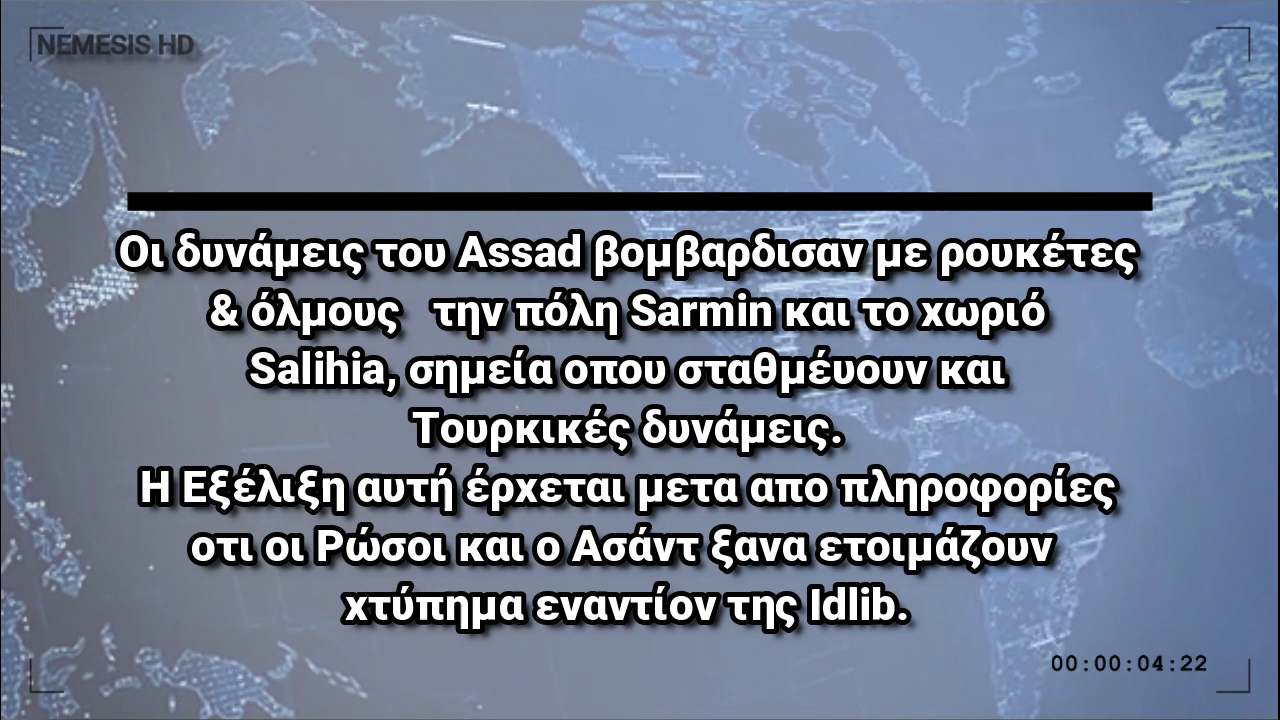 NEMESIS HD
Οι δυνάμεις του Assad βομβαρδισαν με ρουκέτες
& όλμους την πόλη Sarmin και το χωριό
Salihia, σημεία οπου σταθμέυουν και
Τουρκικές δυνάμεις.
Η Εξέλιξη αυτή έρχεται μετα απο πληροφορίες
οτι οι Ρώσοι και ο Ασάντ ξανα ετοιμάζουν
χτύπημα εναντίον της Idlib.
00:00:04:22